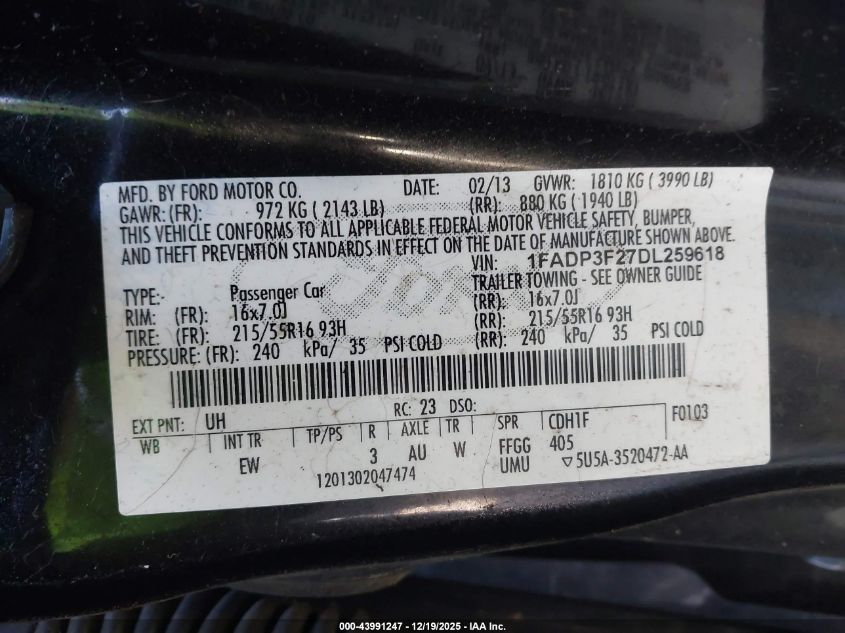 MFD. BY FORD MOTOR CO. DATE: 02/13 GVWR: 1810 KG ( 3990 LB)
GAWR: (FR): 972 KG ( 2143 LB) (RR): 880 KG ( 1940 LB)
THIS VEHICLE CONFORMS TO ALL APPLICABLE FEDERAL MOTOR VEHICLE SAFETY, BUMPER,
AND THEFT PREVENTION STANDARDS IN EFFECT ON THE DATE OF MANUFACTURE SHOWN ABOVE.
VIN: 1FADP3F27DL259618
TYPE:- Passenger Car TRAILER TOWING - SEE OWNER GUIDE
RIM: (FR): 16x7.0J (RR): 16x7.0J
TIRE: (FR): 215/55R16 93H (RR): 215/55R16 93H
PRESSURE: (FR): 240 kPa/ 35 PSI COLD (RR): 240 kPa/ 35 PSI COLD
EXT PNT: UH RC: 23 DSO: F0103
WB INT TR TP/PS R AXLE TR SPR CDH1F
EW 3 AU W FFGG 405
1201302047474 UMU ▽5U5A-3520472-AA
000-43991247 - 12/19/2025 - IAA Inc.